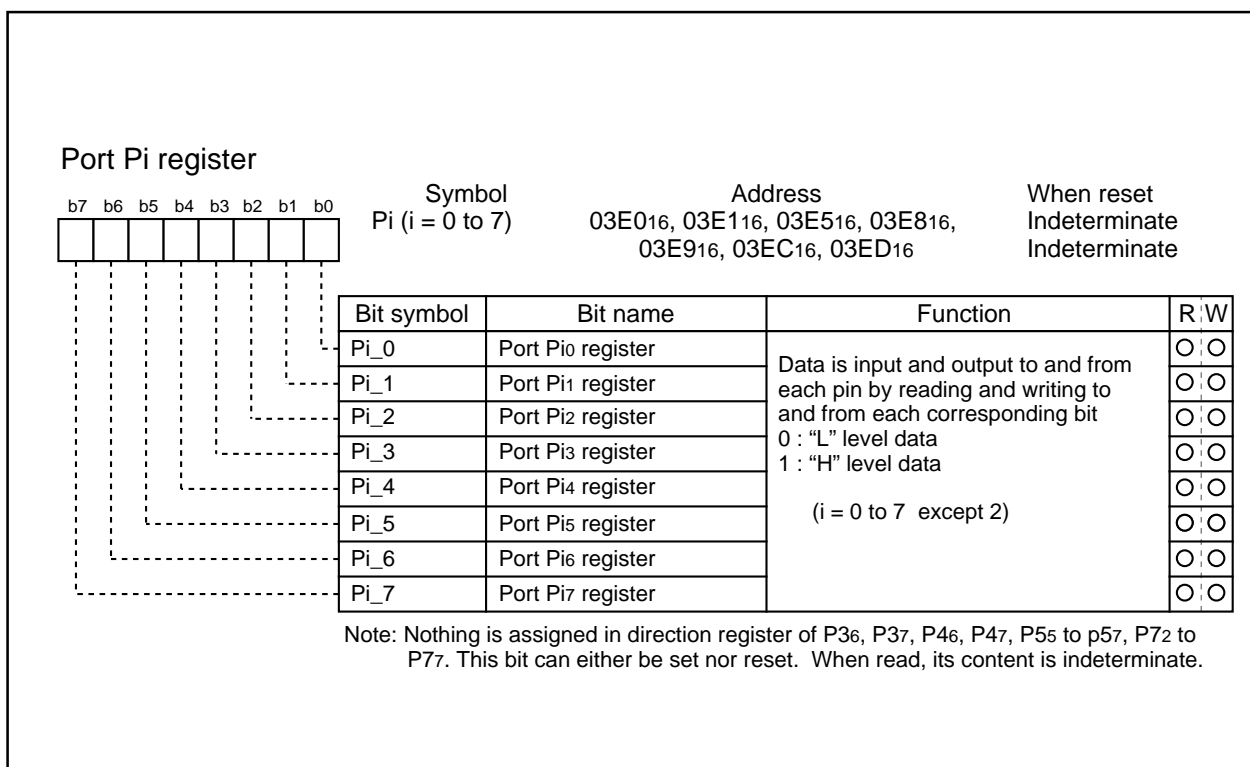 Port Pi register
b7 b6 b5 b4 b3 b2 b1 b0
Symbol Address When reset
Pi (i = 0 to 7) 03E016, 03E116, 03E516, 03E816, Indeterminate
03E916, 03EC16, 03ED16 Indeterminate
Bit symbol Bit name Function R W
Pi_0 Port Pi0 register
Pi_1 Port Pi1 register
Pi_2 Port Pi2 register
Pi_3 Port Pi3 register
Pi_4 Port Pi4 register
Pi_5 Port Pi5 register
Pi_6 Port Pi6 register
Pi_7 Port Pi7 register
Data is input and output to and from
each pin by reading and writing to
and from each corresponding bit
0 : “L” level data
1 : “H” level data
(i = 0 to 7 except 2)
Note: Nothing is assigned in direction register of P36, P37, P46, P47, P55 to p57, P72 to
P77. This bit can either be set nor reset. When read, its content is indeterminate.